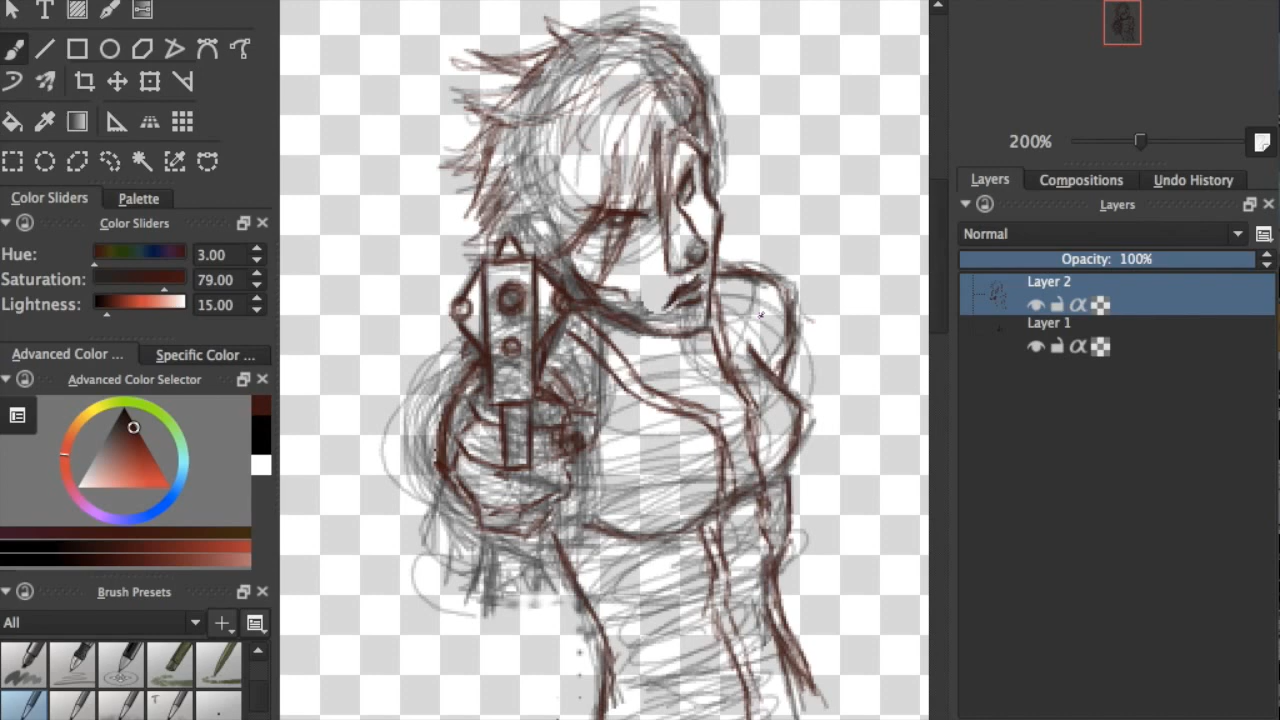 Color Sliders
Palette
Color Sliders
Hue:
3.00
Saturation:
79.00
Lightness:
15.00
Advanced Color ...
Specific Color ...
Advanced Color Selector
Brush Presets
All
200%
Layers
Compositions
Undo History
Layers
Normal
Opacity: 100%
Layer 2
Layer 1